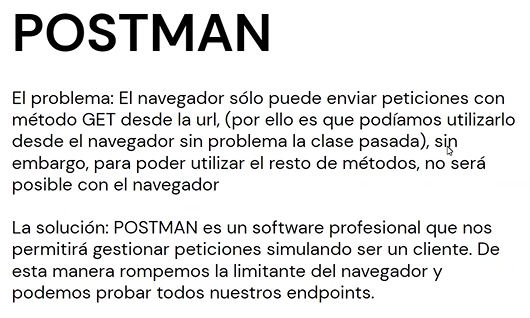 POSTMAN
El problema: El navegador sólo puede enviar peticiones con
método GET desde la url, (por ello es que podíamos utilizarlo
desde el navegador sin problema la clase pasada), sin
embargo, para poder utilizar el resto de métodos, no será
posible con el navegador
La solución: POSTMAN es un software profesional que nos
permitirá gestionar peticiones simulando ser un cliente. De
esta manera rompemos la limitante del navegador y
podemos probar todos nuestros endpoints.